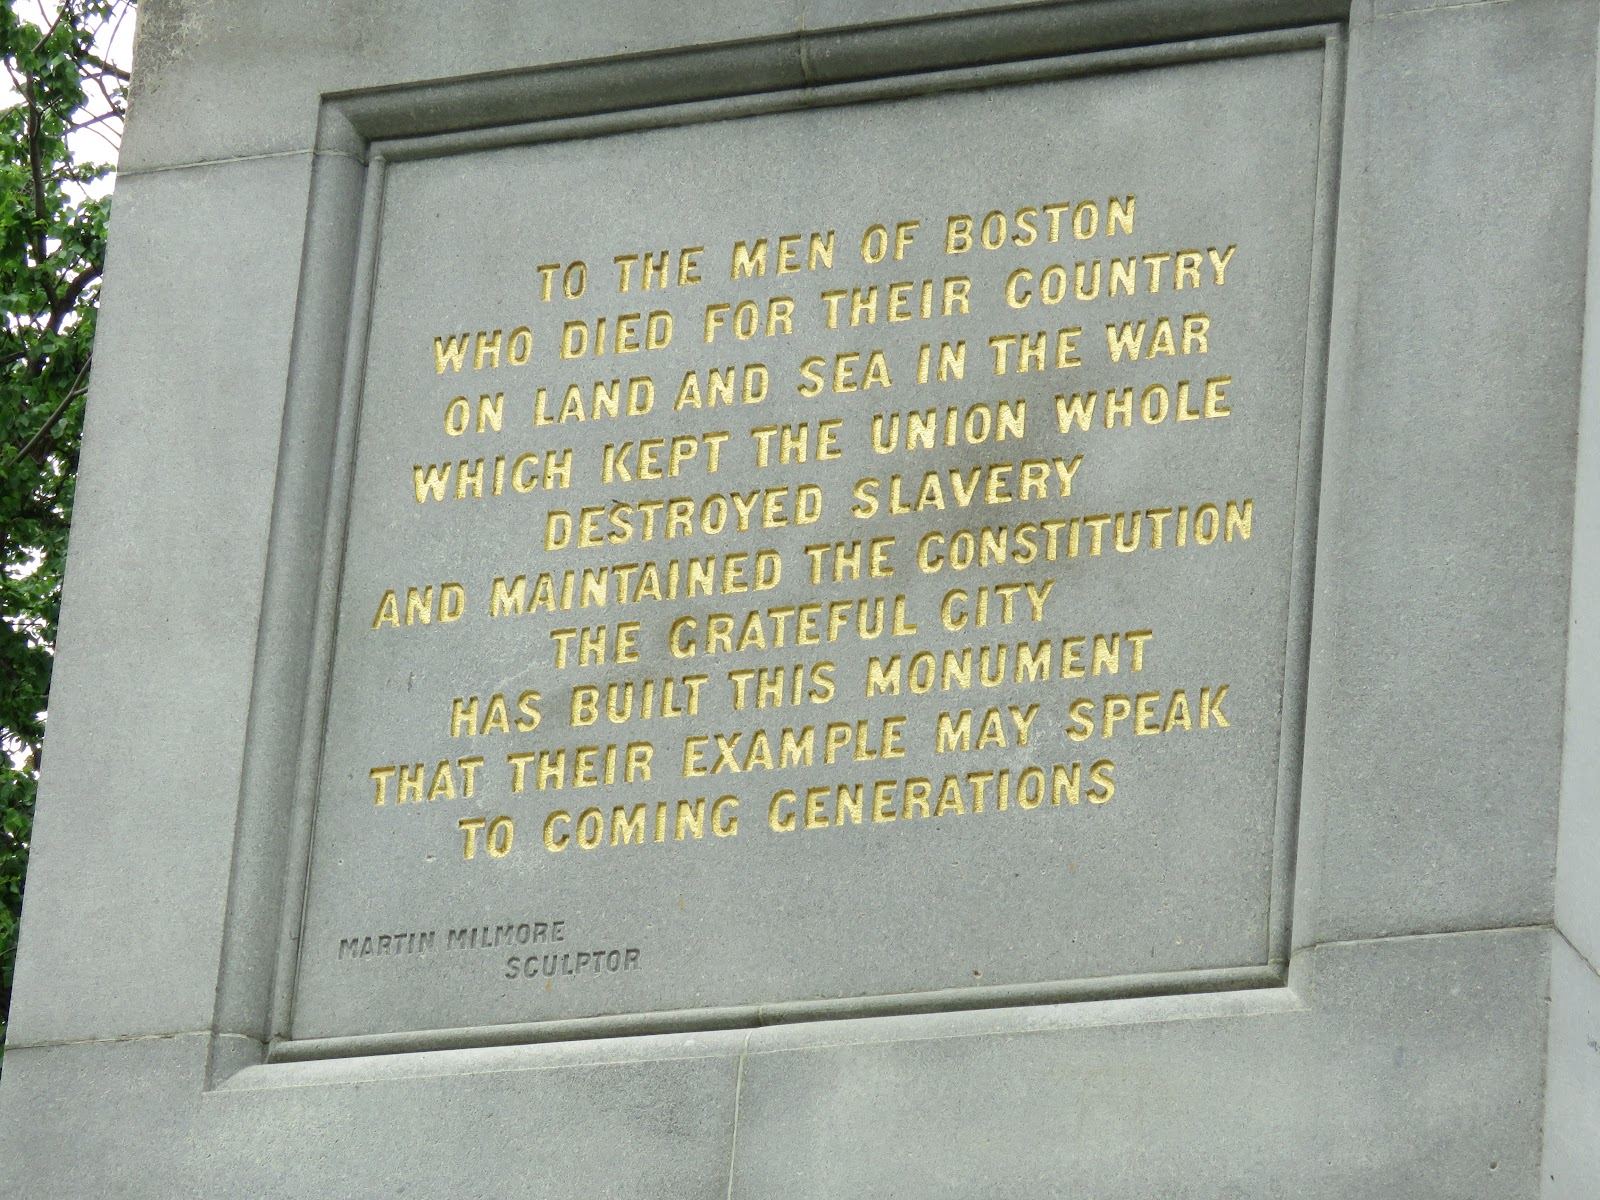 TO THE MEN OF BOSTON
WHO DIED FOR THEIR COUNTRY
ON LAND AND SEA IN THE WAR
WHICH KEPT THE UNION WHOLE
DESTROYED SLAVERY
AND MAINTAINED THE CONSTITUTION
THE GRATEFUL CITY
HAS BUILT THIS MONUMENT
THAT THEIR EXAMPLE MAY SPEAK
TO COMING GENERATIONS
MARTIN MILMORE
SCULPTOR